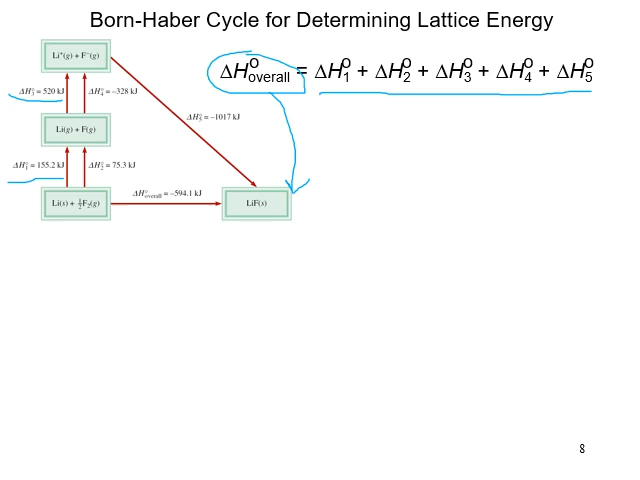 Born-Haber Cycle for Determining Lattice Energy
Li⁺(g) + F⁻(g)
ΔH°overall = ΔH°1 + ΔH°2 + ΔH°3 + ΔH°4 + ΔH°5
ΔH°3 = 520 kJ
ΔH°4 = −328 kJ
ΔH°5 = −1017 kJ
Li(g) + F(g)
ΔH°1 = 155.2 kJ
ΔH°2 = 75.3 kJ
ΔH°overall = −594.1 kJ
Li(s) + ½F₂(g)
LiF(s)
8